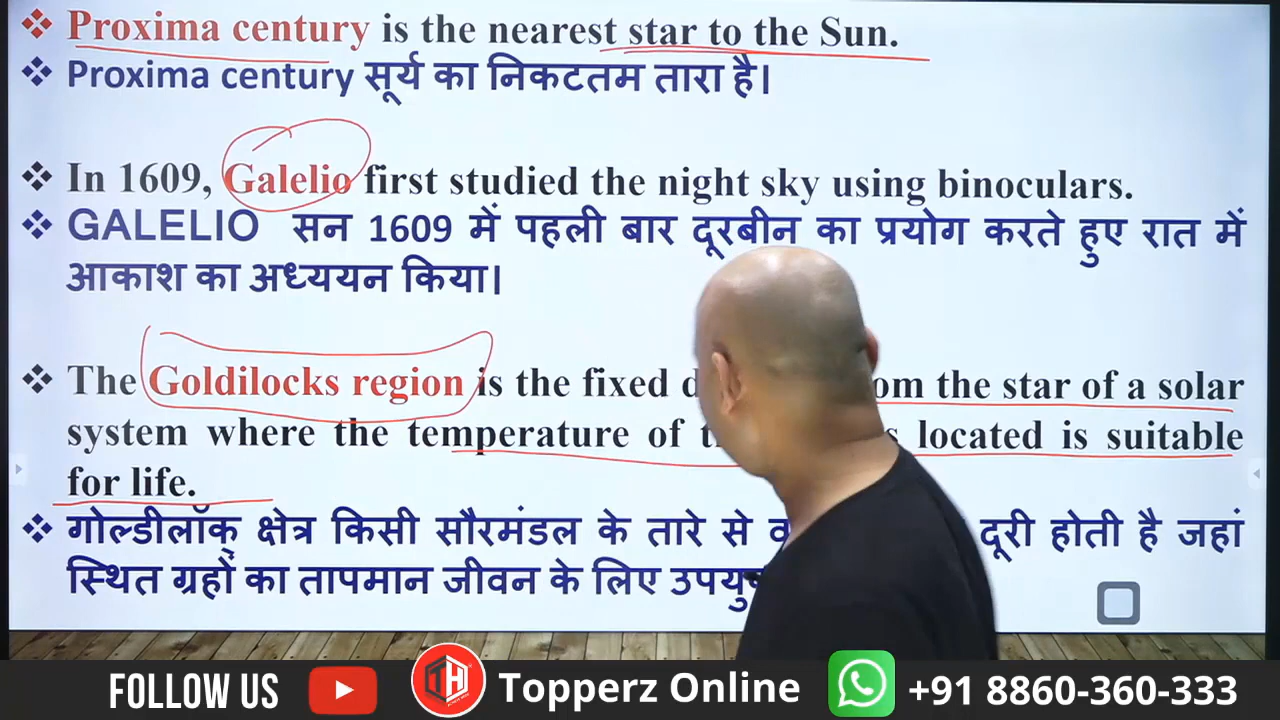 ❖ Proxima century is the nearest star to the Sun.
❖ Proxima century सूर्य का निकटतम तारा है।
❖ In 1609, Galelio first studied the night sky using binoculars.
❖ GALELIO सन 1609 में पहली बार दूरबीन का प्रयोग करते हुए रात में
आकाश का अध्ययन किया।
❖ The Goldilocks region is the fixed om the star of a solar
system where the temperature of located is suitable
for life.
❖ गोल्डीलॉक् क्षेत्र किसी सौरमंडल के तारे से दूरी होती है जहां
स्थित ग्रहों का तापमान जीवन के लिए
FOLLOW US TH Topperz Online +91 8860-360-333